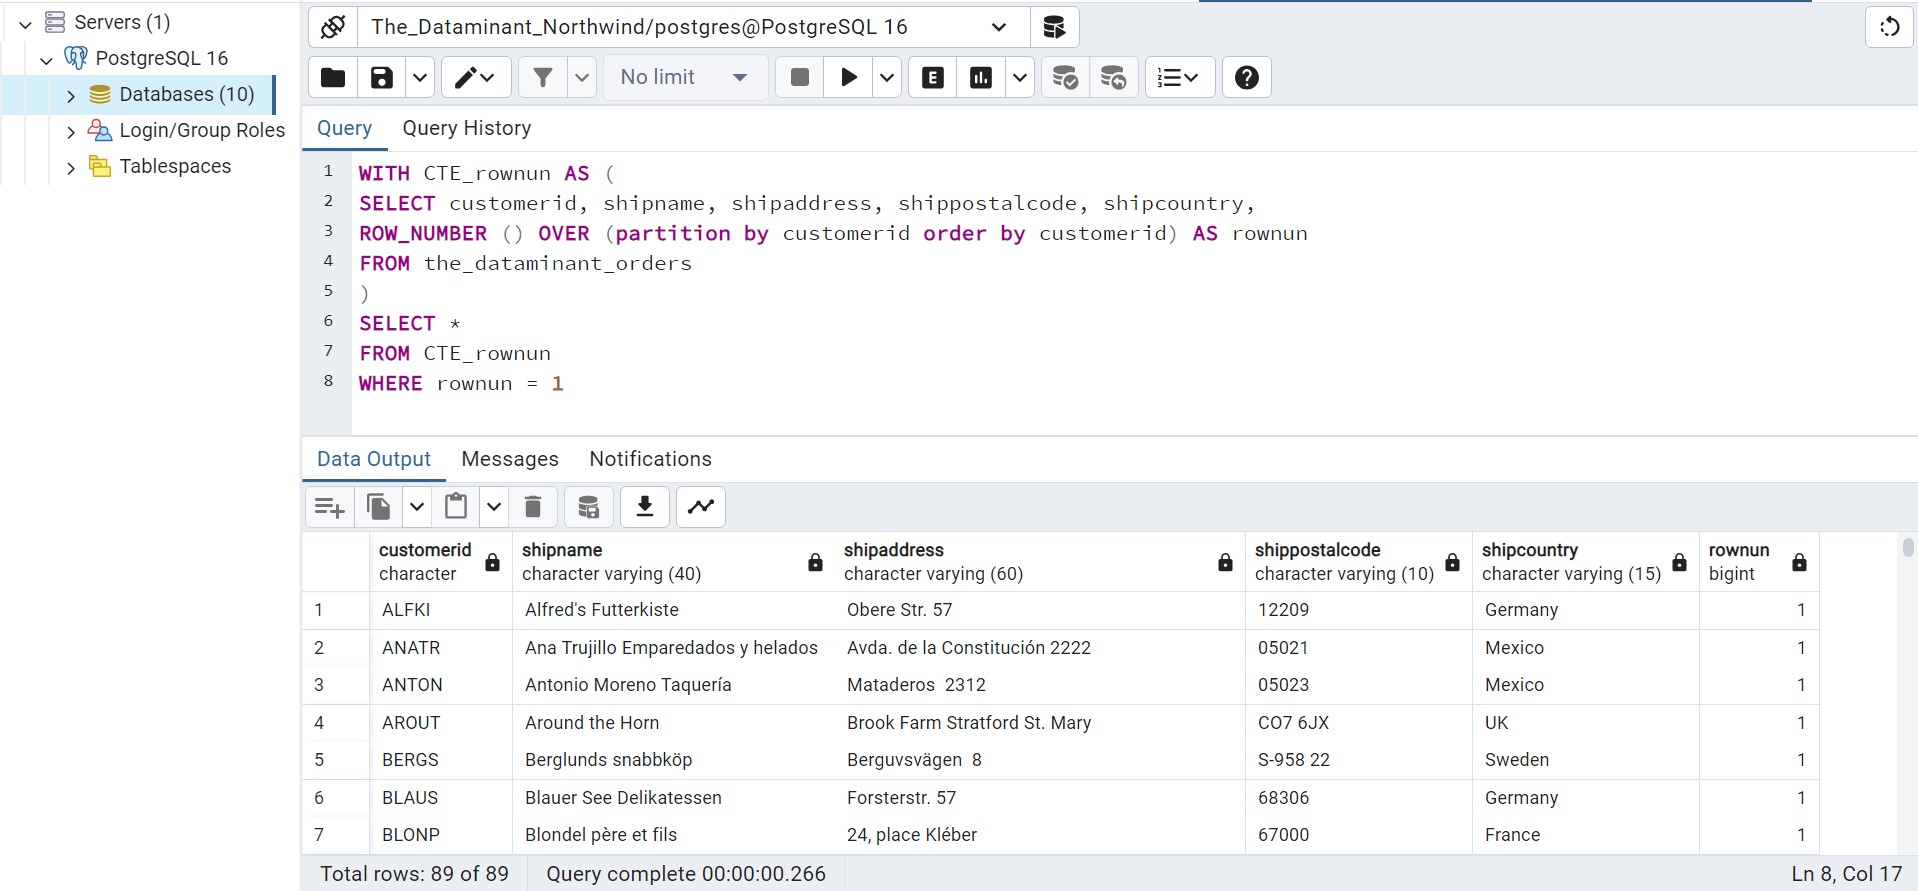 Servers (1)
PostgreSQL 16
Databases (10)
Login/Group Roles
Tablespaces
The_Dataminant_Northwind/postgres@PostgreSQL 16
No limit
E
Query Query History
1 WITH CTE_rownun AS (
2 SELECT customerid, shipname, shipaddress, shippostalcode, shipcountry,
3 ROW_NUMBER () OVER (partition by customerid order by customerid) AS rownun
4 FROM the_dataminant_orders
5 )
6 SELECT *
7 FROM CTE_rownun
8 WHERE rownun = 1
Data Output Messages Notifications
customerid shipname shipaddress shippostalcode shipcountry rownun
character character varying (40) character varying (60) character varying (10) character varying (15) bigint
1 ALFKI Alfred's Futterkiste Obere Str. 57 12209 Germany 1
2 ANATR Ana Trujillo Emparedados y helados Avda. de la Constitución 2222 05021 Mexico 1
3 ANTON Antonio Moreno Taquería Mataderos  2312 05023 Mexico 1
4 AROUT Around the Horn Brook Farm Stratford St. Mary CO7 6JX UK 1
5 BERGS Berglunds snabbköp Berguvsvägen  8 S-958 22 Sweden 1
6 BLAUS Blauer See Delikatessen Forsterstr. 57 68306 Germany 1
7 BLONP Blondel père et fils 24, place Kléber 67000 France 1
Total rows: 89 of 89 Query complete 00:00:00.266 Ln 8, Col 17